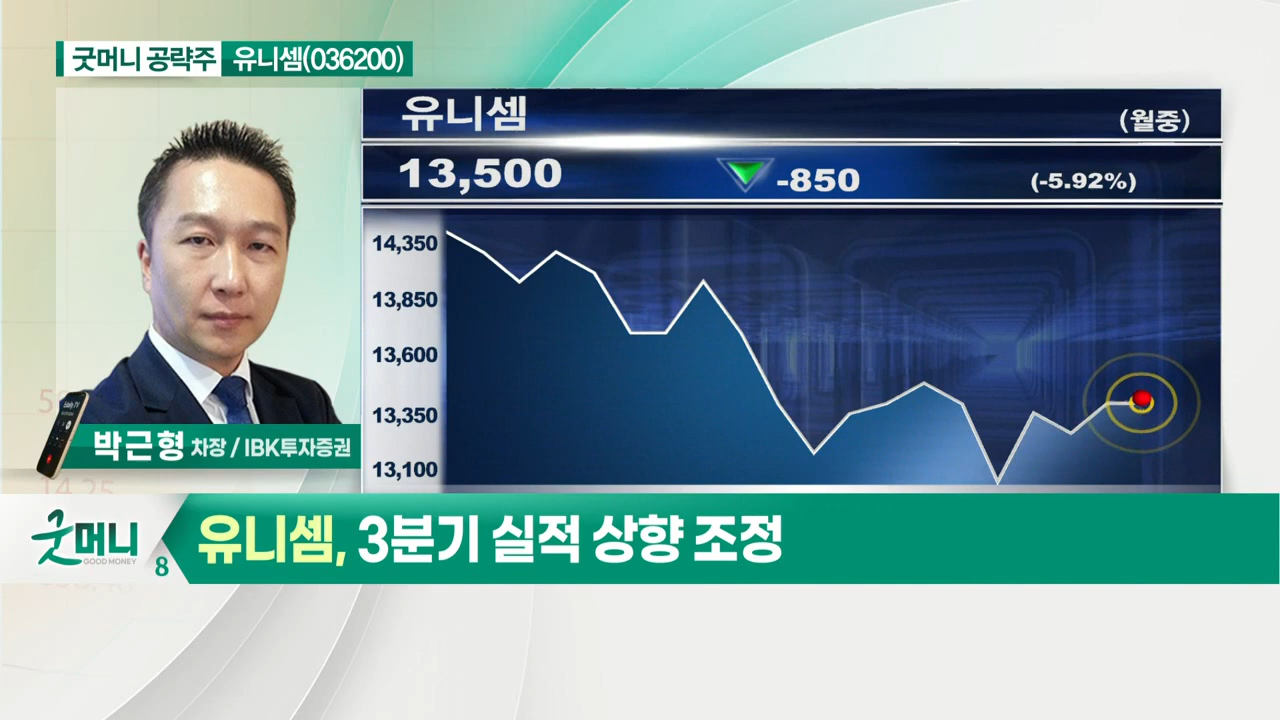 굿머니 공략주 유니셈(036200)
유니셈 (월중)
13,500 -850 (-5.92%)
14,350
13,850
13,600
13,350
13,100
박근형 차장 / IBK투자증권
굿머니
GOOD MONEY
8
유니셈, 3분기 실적 상향 조정